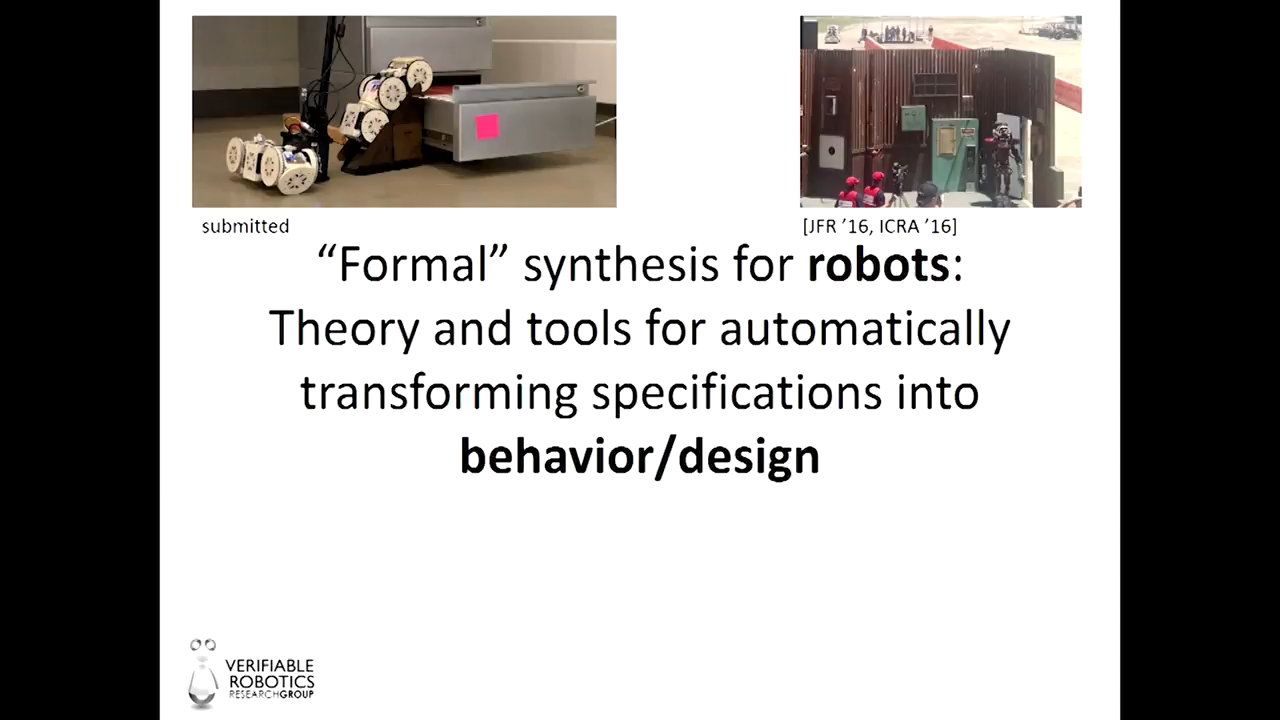 submitted
[JFR ’16, ICRA ’16]
“Formal” synthesis for robots:
Theory and tools for automatically
transforming specifications into
behavior/design
VERIFIABLE
ROBOTICS
RESEARCHGROUP